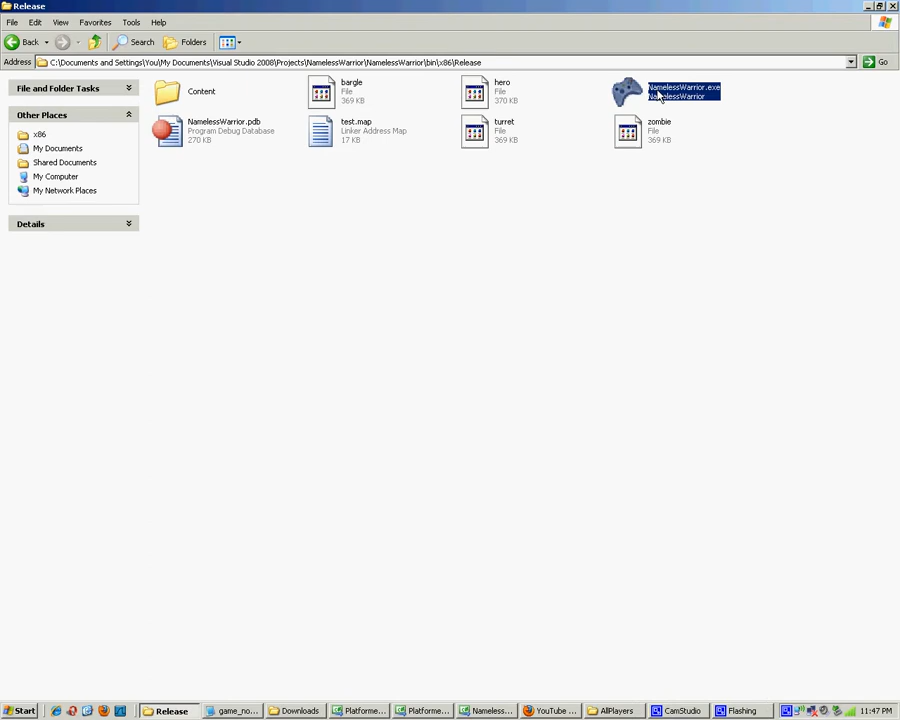 Release
File Edit View Favorites Tools Help
Back Search Folders
Address C:\Documents and Settings\You\My Documents\Visual Studio 2008\Projects\NamelessWarrior\NamelessWarrior\bin\x86\Release Go
File and Folder Tasks
Other Places
x86
My Documents
Shared Documents
My Computer
My Network Places
Details
Content
bargle
File
369 KB
hero
File
370 KB
NamelessWarrior.exe
NamelessWarrior
NamelessWarrior.pdb
Program Debug Database
270 KB
test.map
Linker Address Map
17 KB
turret
File
369 KB
zombie
File
369 KB
Start Release game_no... Downloads Platforme... Platforme... Nameless... YouTube ... AllPlayers CamStudio Flashing 11:47 PM